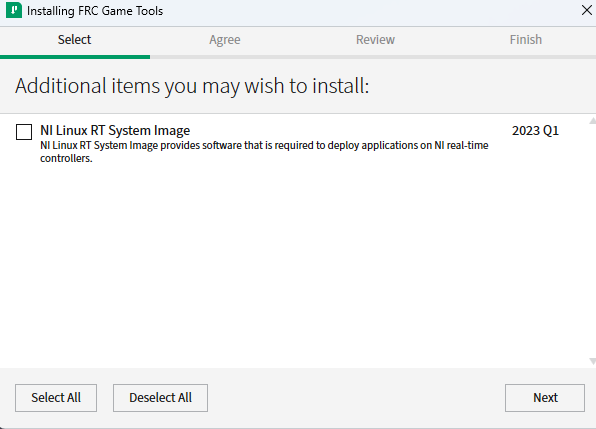 Installing FRC Game Tools
Select Agree Review Finish
Additional items you may wish to install:
NI Linux RT System Image 2023 Q1
NI Linux RT System Image provides software that is required to deploy applications on NI real-time
controllers.
Select All Deselect All Next